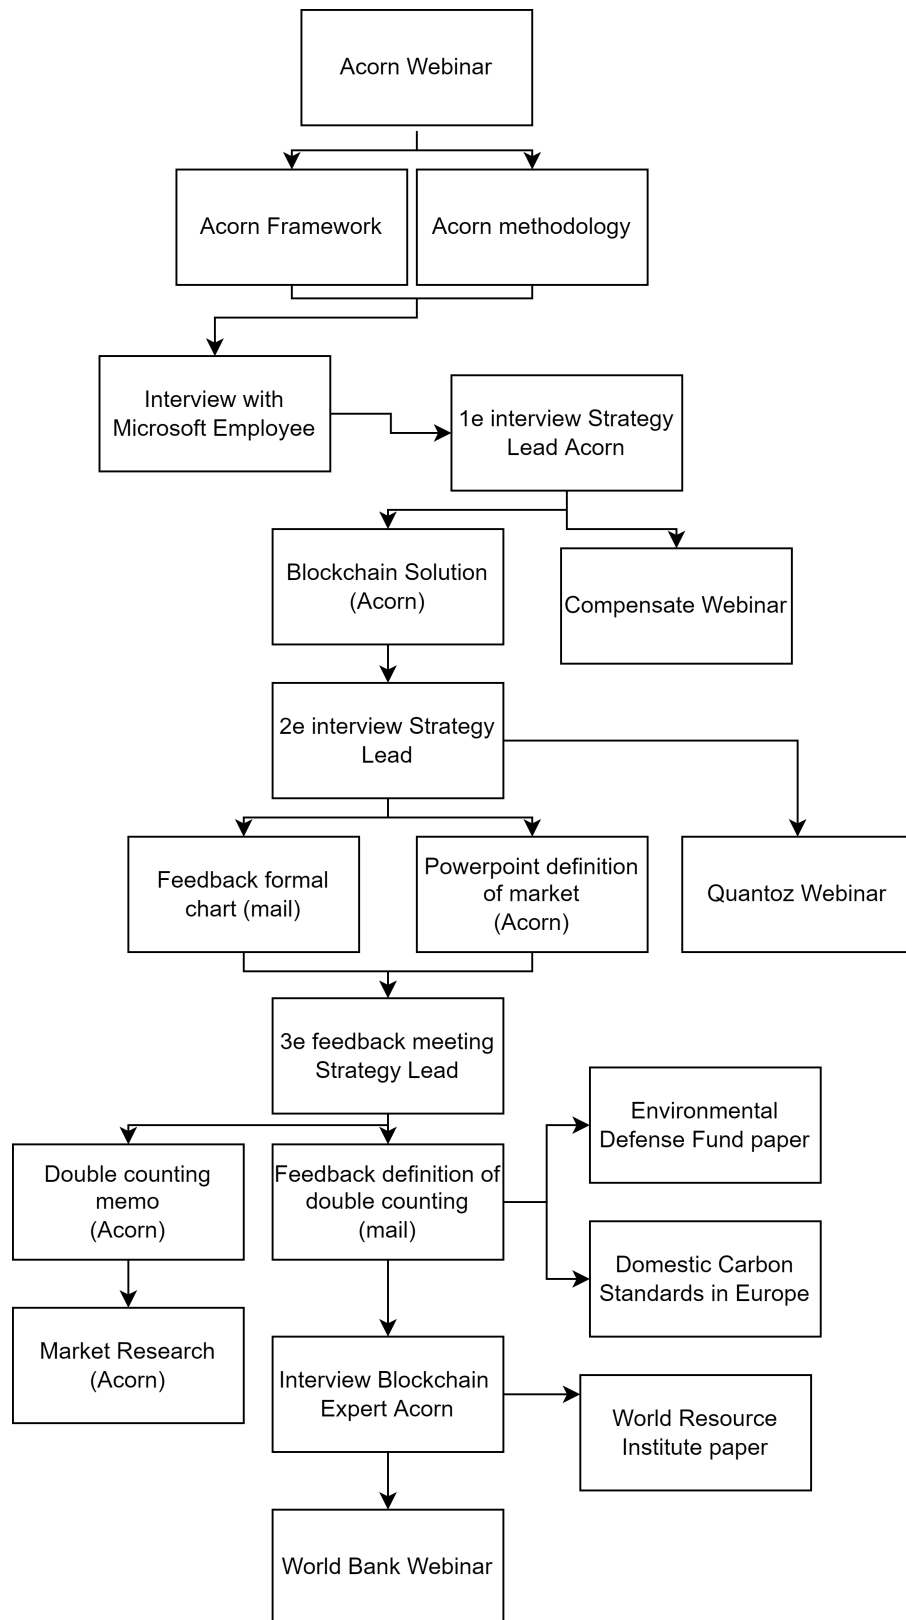 Acorn Webinar
Acorn Framework
Acorn methodology
Interview with
Microsoft Employee
1e interview Strategy
Lead Acorn
Blockchain Solution
(Acorn)
Compensate Webinar
2e interview Strategy
Lead
Feedback formal
chart (mail)
Powerpoint definition
of market
(Acorn)
Quantoz Webinar
3e feedback meeting
Strategy Lead
Environmental
Defense Fund paper
Double counting
memo
(Acorn)
Feedback definition of
double counting
(mail)
Domestic Carbon
Standards in Europe
Market Research
(Acorn)
Interview Blockchain
Expert Acorn
World Resource
Institute paper
World Bank Webinar